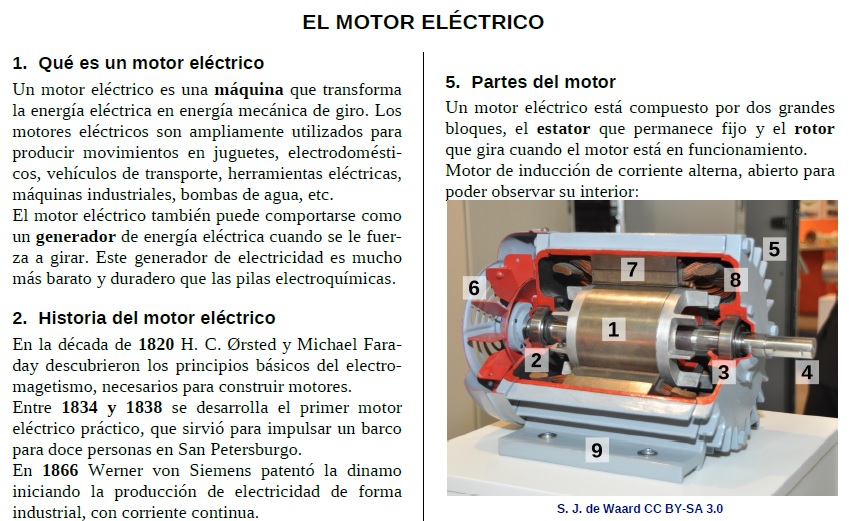 EL MOTOR ELÉCTRICO
1. Qué es un motor eléctrico
Un motor eléctrico es una máquina que transforma
la energía eléctrica en energía mecánica de giro. Los
motores eléctricos son ampliamente utilizados para
producir movimientos en juguetes, electrodomésti-
cos, vehículos de transporte, herramientas eléctricas,
máquinas industriales, bombas de agua, etc.
El motor eléctrico también puede comportarse como
un generador de energía eléctrica cuando se le fuer-
za a girar. Este generador de electricidad es mucho
más barato y duradero que las pilas electroquímicas.
2. Historia del motor eléctrico
En la década de 1820 H. C. Ørsted y Michael Fara-
day descubrieron los principios básicos del electro-
magetismo, necesarios para construir motores.
Entre 1834 y 1838 se desarrolla el primer motor
eléctrico práctico, que sirvió para impulsar un barco
para doce personas en San Petersburgo.
En 1866 Werner von Siemens patentó la dinamo
iniciando la producción de electricidad de forma
industrial, con corriente continua.
5. Partes del motor
Un motor eléctrico está compuesto por dos grandes
bloques, el estator que permanece fijo y el rotor
que gira cuando el motor está en funcionamiento.
Motor de inducción de corriente alterna, abierto para
poder observar su interior:
5
7
8
6
1
2
3
4
9
S. J. de Waard CC BY-SA 3.0